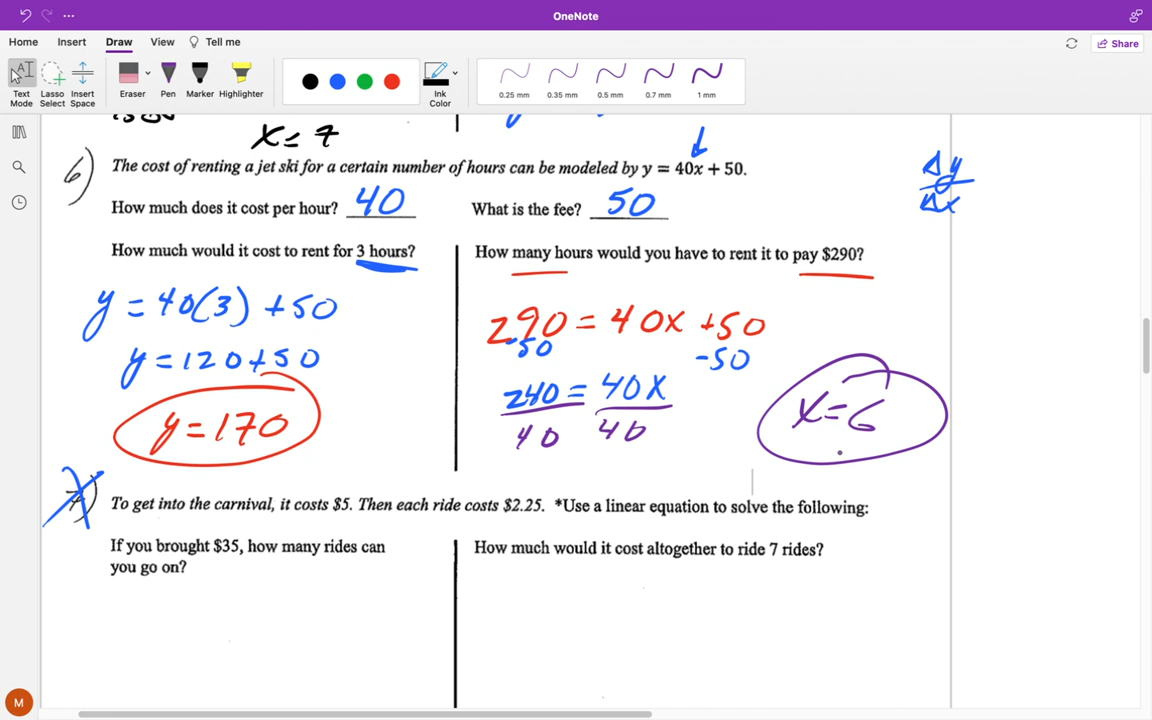 OneNote
Home Insert Draw View Tell me
Share
Text Mode Lasso Select Insert Space Eraser Pen Marker Highlighter Ink Color 0.25 mm 0.35 mm 0.5 mm 0.7 mm 1 mm
x = 7
6) The cost of renting a jet ski for a certain number of hours can be modeled by y = 40x + 50.
Δy
Δx
How much does it cost per hour? 40 What is the fee? 50
How much would it cost to rent for 3 hours?
y = 40(3) + 50
y = 120 + 50
y = 170
How many hours would you have to rent it to pay $290?
290 = 40x + 50
-50 -50
240 = 40x
40 40
x = 6
7) To get into the carnival, it costs $5. Then each ride costs $2.25. *Use a linear equation to solve the following:
If you brought $35, how many rides can
you go on?
How much would it cost altogether to ride 7 rides?
M